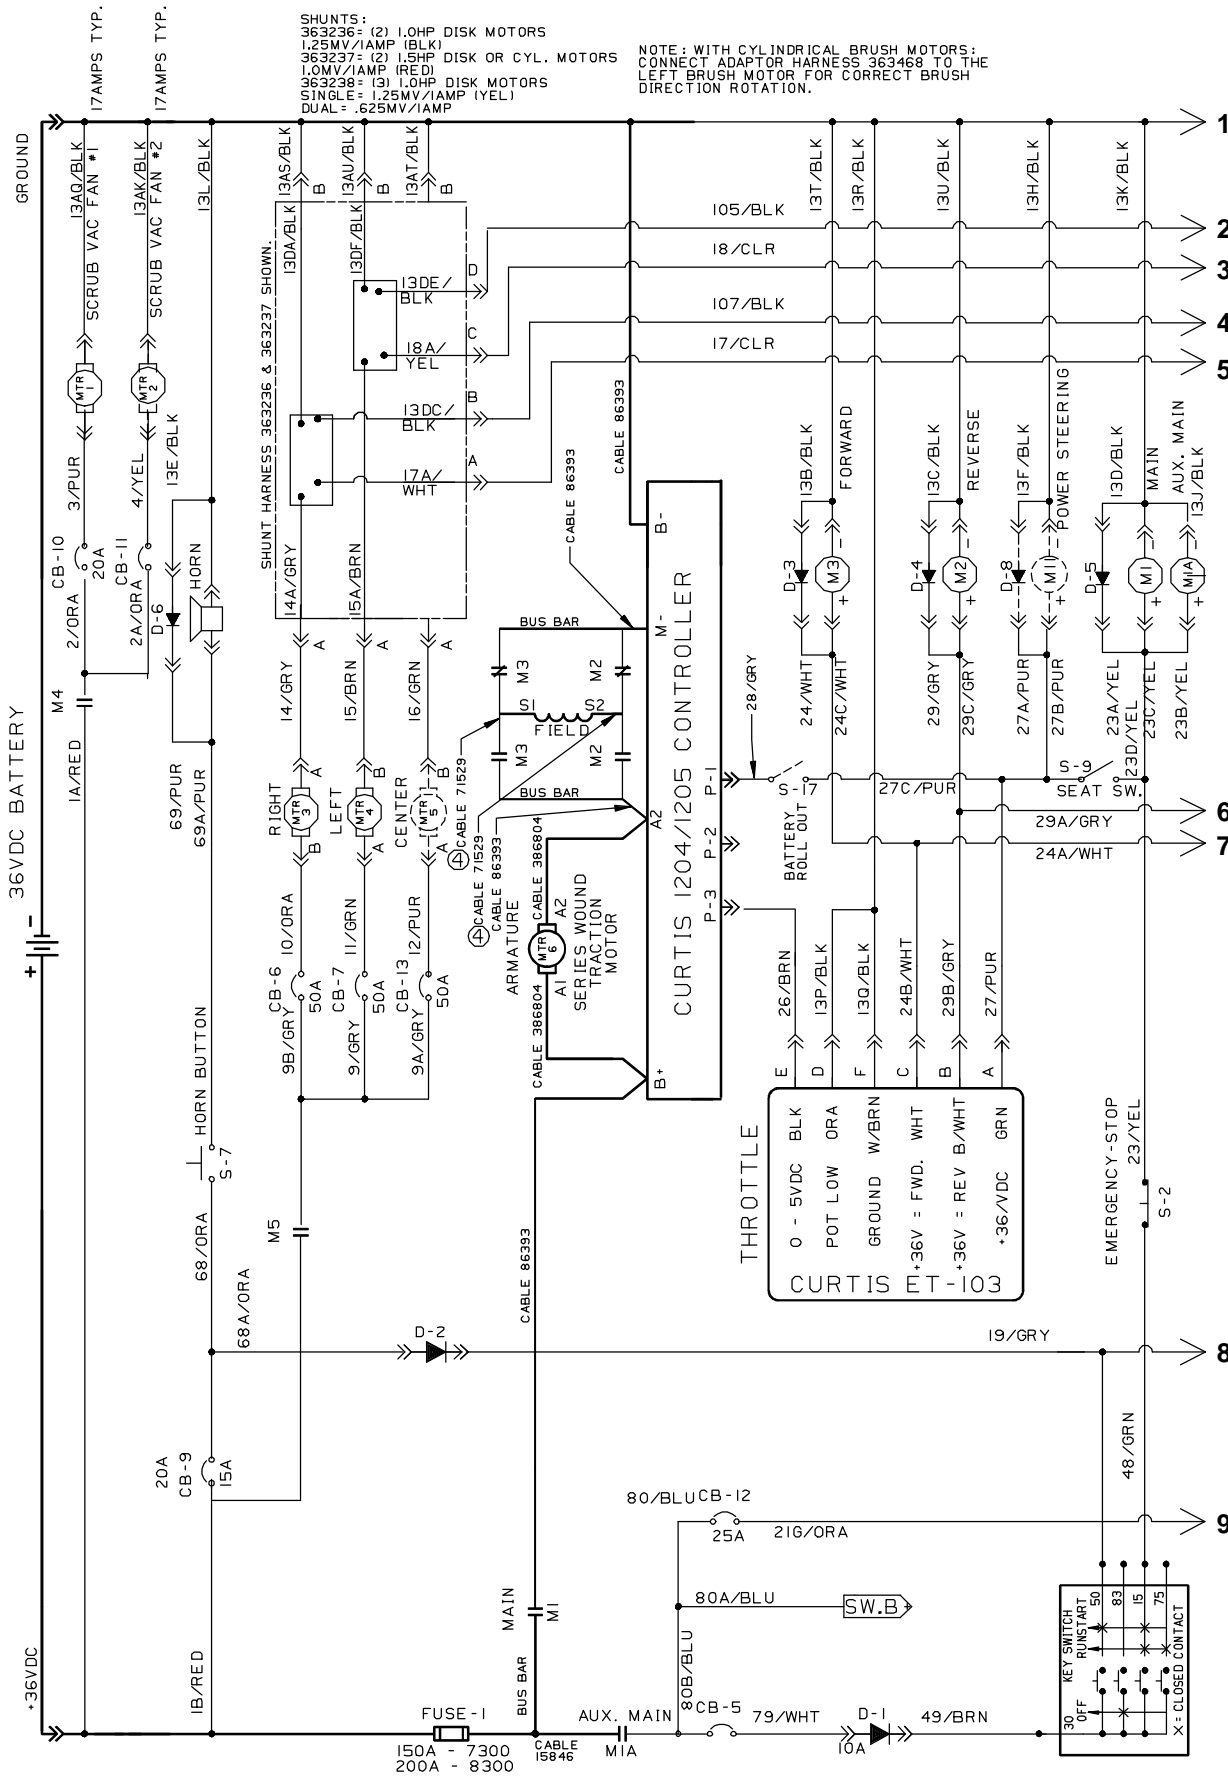 SHUNTS:
363236= (2) 1.0HP DISK MOTORS
1.25MV/1AMP (BLK)
363237= (2) 1.5HP DISK OR CYL. MOTORS
1.0MV/1AMP (RED)
363238= (3) 1.0HP DISK MOTORS
SINGLE= 1.25MV/1AMP (YEL)
DUAL= .625MV/1AMP
NOTE: WITH CYLINDRICAL BRUSH MOTORS:
CONNECT ADAPTOR HARNESS 363468 TO THE
LEFT BRUSH MOTOR FOR CORRECT BRUSH
DIRECTION ROTATION.
17AMPS TYP.
17AMPS TYP.
GROUND
13AQ/BLK
SCRUB VAC FAN #1
13AK/BLK
SCRUB VAC FAN #2
13L/BLK
13AS/BLK
B
13AU/BLK
B
13AT/BLK
B
13T/BLK
13R/BLK
13U/BLK
13H/BLK
13K/BLK
1
105/BLK
2
18/CLR
3
107/BLK
4
17/CLR
5
SHUNT HARNESS 363236 & 363237 SHOWN.
13DA/BLK
13DF/BLK
13DE/
BLK
D
18A/
YEL
C
13DC/
BLK
B
17A/
WHT
A
14A/GRY
15A/BRN
A
A
A
MTR
1
MTR
2
3/PUR
4/YEL
13E/BLK
CB-10
20A
CB-11
2/ORA
2A/ORA
D-6
HORN
M4
1A/RED
69/PUR
69A/PUR
36VDC BATTERY
-
+
CABLE 86393
CABLE 86393
B-
M-
BUS BAR
M3
M2
S1
S2
FIELD
M3
M2
BUS BAR
④ CABLE 71529
④ CABLE 71529
CABLE 86393
CABLE 386804
A2
CURTIS 1204/1205 CONTROLLER
P-1
P-2
P-3
B+
13B/BLK
FORWARD
D-3
M3
-
+
24/WHT
24C/WHT
13C/BLK
REVERSE
D-4
M2
-
+
29/GRY
29C/GRY
13F/BLK
POWER STEERING
D-8
M1
-
+
27A/PUR
27B/PUR
13D/BLK
MAIN
AUX. MAIN
13J/BLK
D-5
M1
-
+
M1A
-
+
23A/YEL
23C/YEL
23B/YEL
23D/YEL
28/GRY
S-17
BATTERY
ROLL OUT
27C/PUR
S-9
SEAT SW.
29A/GRY
6
24A/WHT
7
14/GRY
15/BRN
16/GRN
RIGHT
A
MTR
3
B
LEFT
B
MTR
4
A
CENTER
B
MTR
5
A
10/ORA
11/GRN
12/PUR
CB-6
50A
CB-7
50A
CB-13
50A
9B/GRY
9/GRY
9A/GRY
ARMATURE
A2
MTR
6
A1
SERIES WOUND
TRACTION
MOTOR
CABLE 386804
26/BRN
13P/BLK
13Q/BLK
24B/WHT
29B/GRY
27/PUR
E
D
F
C
B
A
THROTTLE
0 - 5VDC BLK
POT LOW ORA
GROUND W/BRN
+36V = FWD. WHT
+36V = REV B/WHT
+36/VDC GRN
CURTIS ET-103
HORN BUTTON
S-7
68/ORA
68A/ORA
M5
CABLE 86393
EMERGENCY-STOP
23/YEL
S-2
D-2
19/GRY
8
20A
CB-9
15A
48/GRN
80/BLU
CB-12
25A
21G/ORA
9
80A/BLU
SW.B+
MAIN
M1
BUS BAR
80B/BLU
+36VDC
1B/RED
FUSE-1
150A - 7300
200A - 8300
CABLE
15846
AUX. MAIN
M1A
CB-5
79/WHT
D-1
10A
49/BRN
KEY SWITCH
RUN START
30
OFF
50
83
15
75
X = CLOSED CONTACT